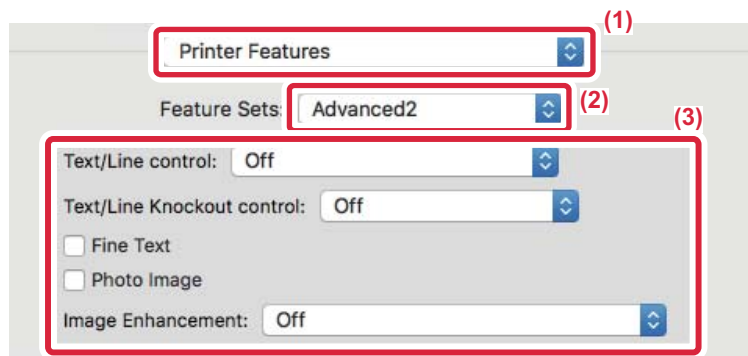 (1)
Printer Features
Feature Sets: Advanced2 (2)
(3)
Text/Line control: Off
Text/Line Knockout control: Off
Fine Text
Photo Image
Image Enhancement: Off